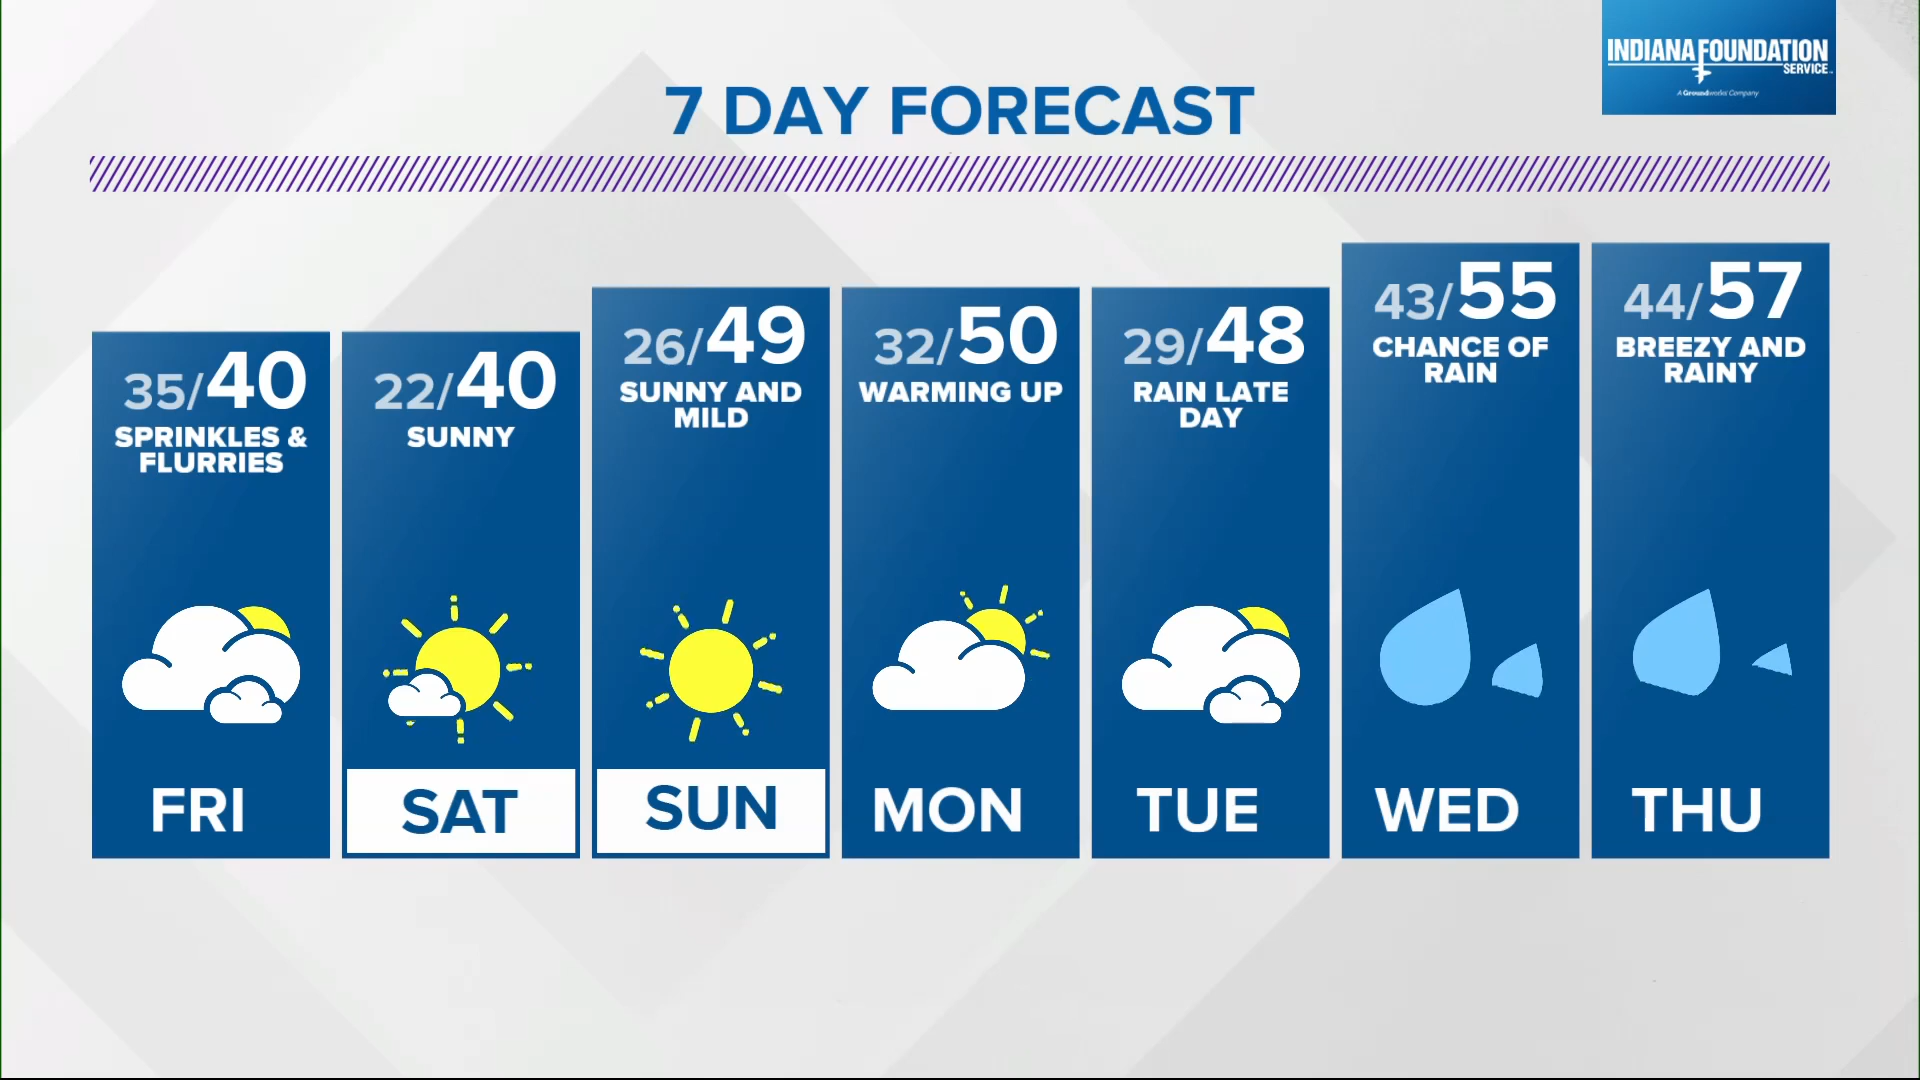 INDIANA FOUNDATION
SERVICE
A Groundworks Company
7 DAY FORECAST
35/40
SPRINKLES &
FLURRIES
FRI
22/40
SUNNY
SAT
26/49
SUNNY AND
MILD
SUN
32/50
WARMING UP
MON
29/48
RAIN LATE
DAY
TUE
43/55
CHANCE OF
RAIN
WED
44/57
BREEZY AND
RAINY
THU